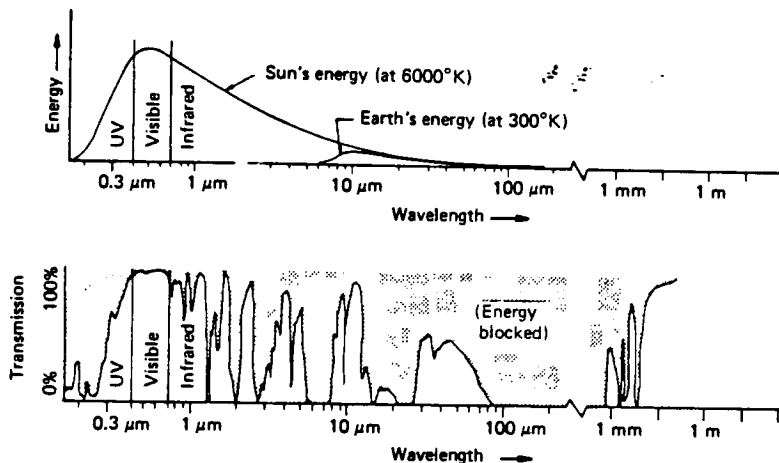 Energy
UV
Visible
Infrared
Sun's energy (at 6000°K)
Earth's energy (at 300°K)
0.3 μm
1 μm
10 μm
100 μm
1 mm
1 m
Wavelength
Transmission
100%
0%
UV
Visible
Infrared
(Energy
blocked)
0.3 μm
1 μm
10 μm
100 μm
1 mm
1 m
Wavelength